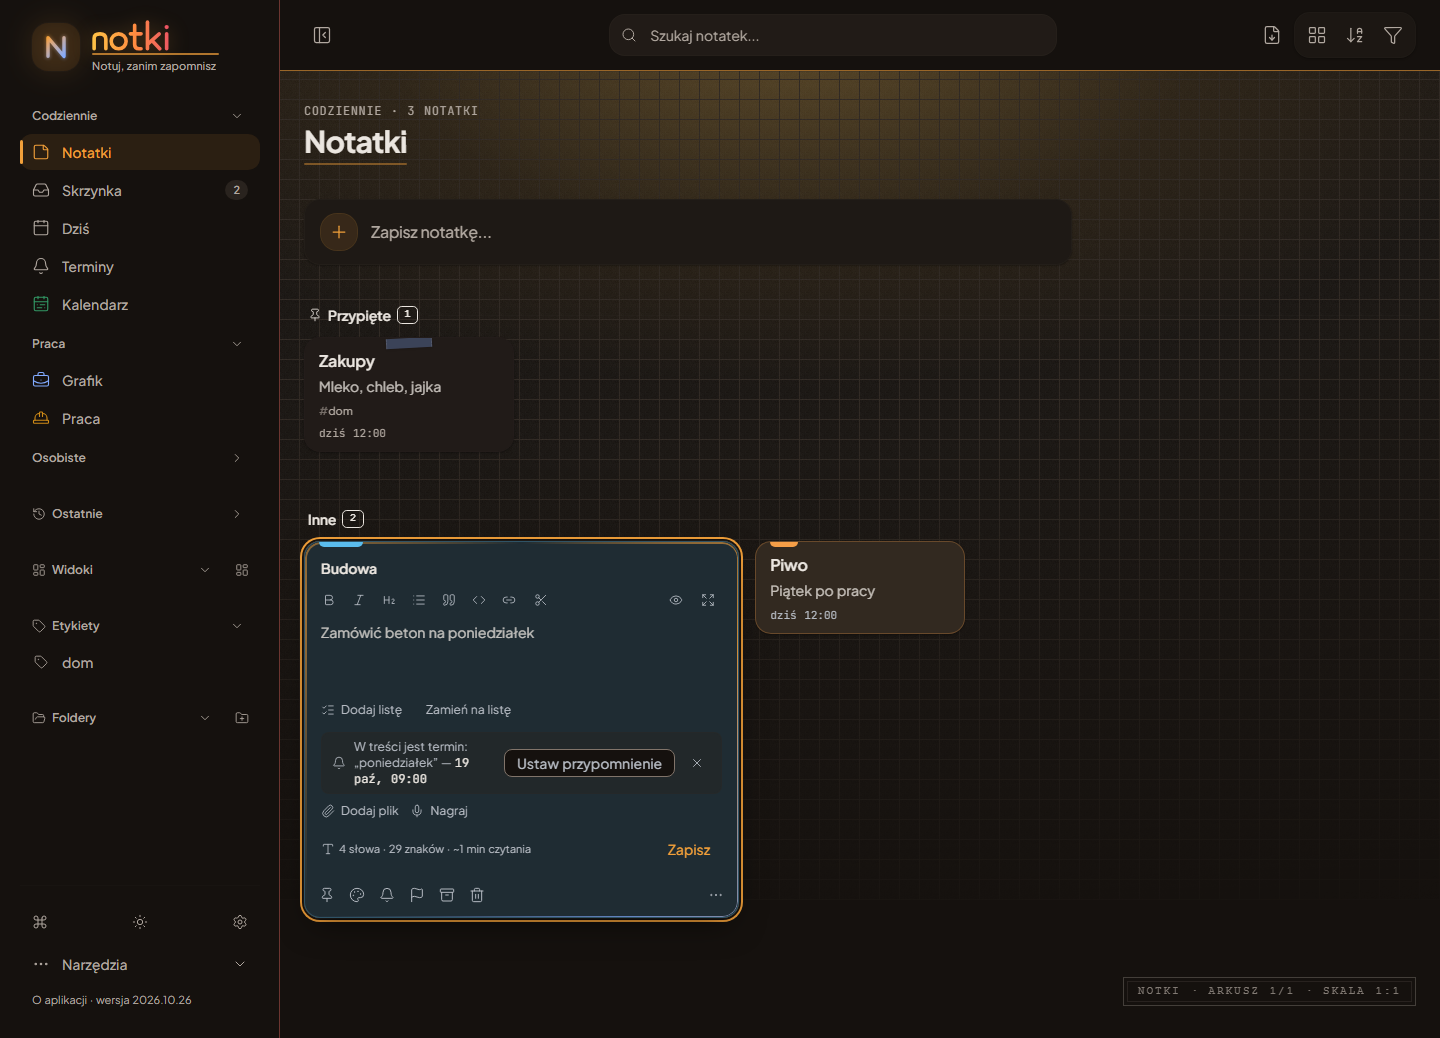 N
notki
Notuj, zanim zapomnisz
Codziennie
Notatki
Skrzynka 2
Dziś
Terminy
Kalendarz
Praca
Grafik
Praca
Osobiste
Ostatnie
Widoki
Etykiety
dom
Foldery
Narzędzia
O aplikacji · wersja 2026.10.26
Szukaj notatek...
CODZIENNIE · 3 NOTATKI
Notatki
Zapisz notatkę...
Przypięte 1
Zakupy
Mleko, chleb, jajka
#dom
dziś 12:00
Inne 2
Budowa
B I H2
Zamówić beton na poniedziałek
Dodaj listę Zamień na listę
W treści jest termin:
„poniedziałek” — 19
paź, 09:00
Ustaw przypomnienie
Dodaj plik Nagraj
4 słowa · 29 znaków · ~1 min czytania
Zapisz
Piwo
Piątek po pracy
dziś 12:00
NOTKI · ARKUSZ 1/1 · SKALA 1:1